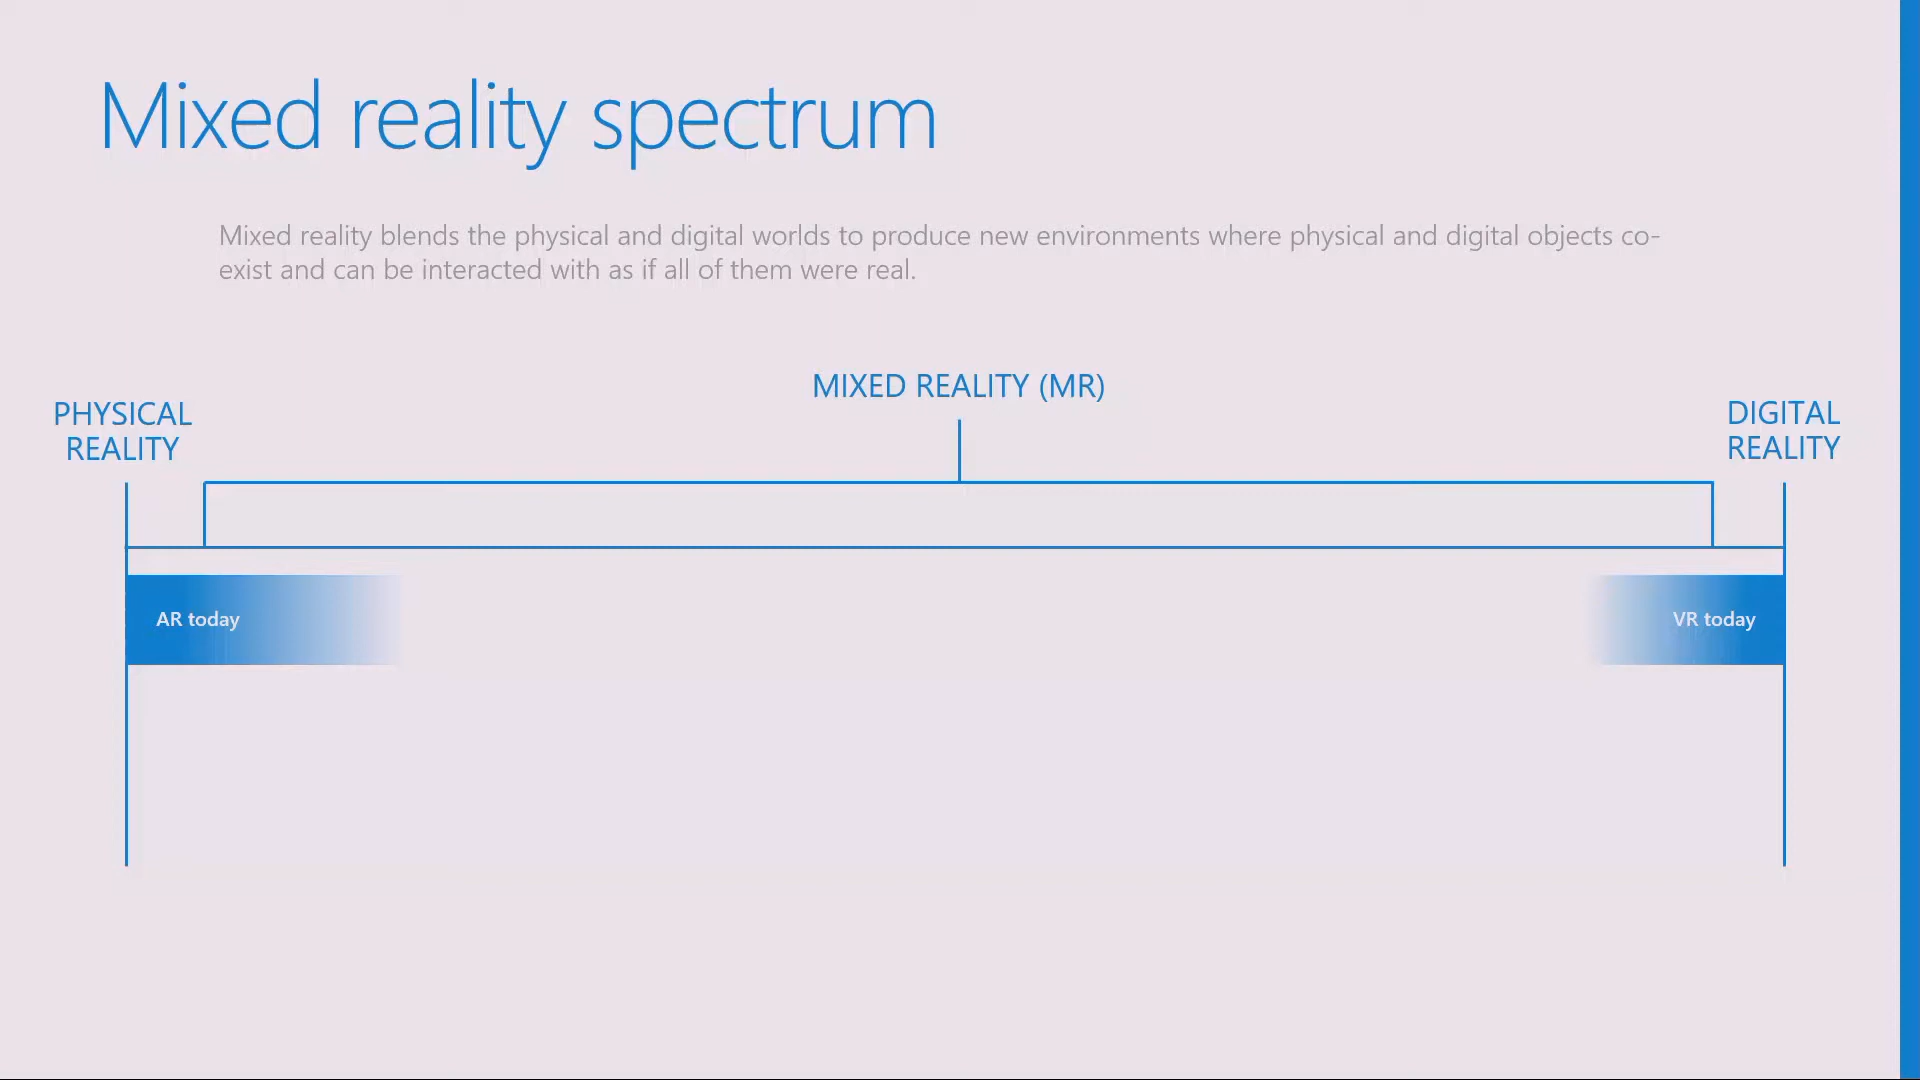 Mixed reality spectrum
Mixed reality blends the physical and digital worlds to produce new environments where physical and digital objects co-
exist and can be interacted with as if all of them were real.
MIXED REALITY (MR)
PHYSICAL
REALITY
DIGITAL
REALITY
AR today
VR today